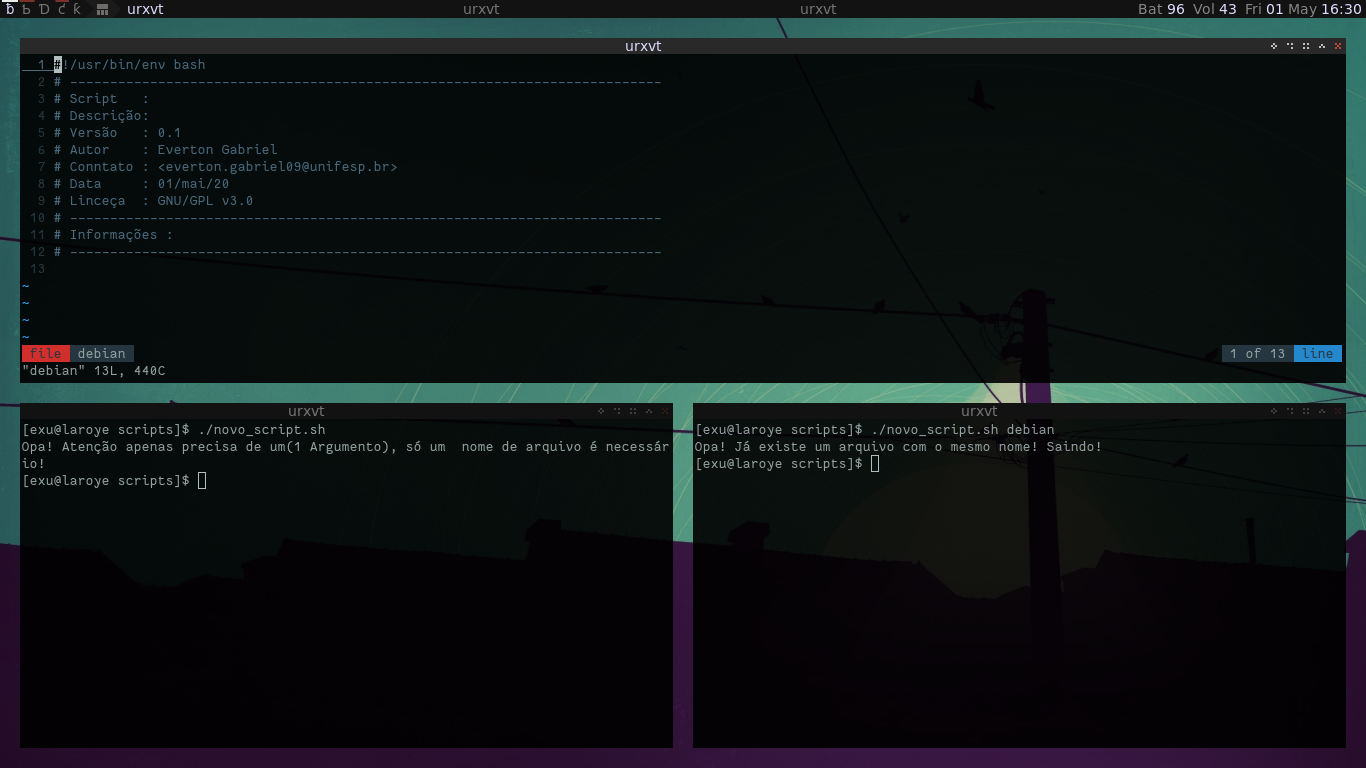 ƀ Ƅ Ɗ ƈ ƙ urxvt urxvt urxvt Bat 96 Vol 43 Fri 01 May 16:30
urxvt
1 #!/usr/bin/env bash
2 # --------------------------------------------------------------------------
3 # Script   :
4 # Descrição:
5 # Versão   : 0.1
6 # Autor    : Everton Gabriel
7 # Conntato : <everton.gabriel09@unifesp.br>
8 # Data     : 01/mai/20
9 # Linceça  : GNU/GPL v3.0
10 # --------------------------------------------------------------------------
11 # Informações :
12 # --------------------------------------------------------------------------
13
~
~
~
~
file debian 1 of 13 line
"debian" 13L, 440C
urxvt
[exu@laroye scripts]$ ./novo_script.sh
Opa! Atenção apenas precisa de um(1 Argumento), só um  nome de arquivo é necessár
io!
[exu@laroye scripts]$
urxvt
[exu@laroye scripts]$ ./novo_script.sh debian
Opa! Já existe um arquivo com o mesmo nome! Saindo!
[exu@laroye scripts]$